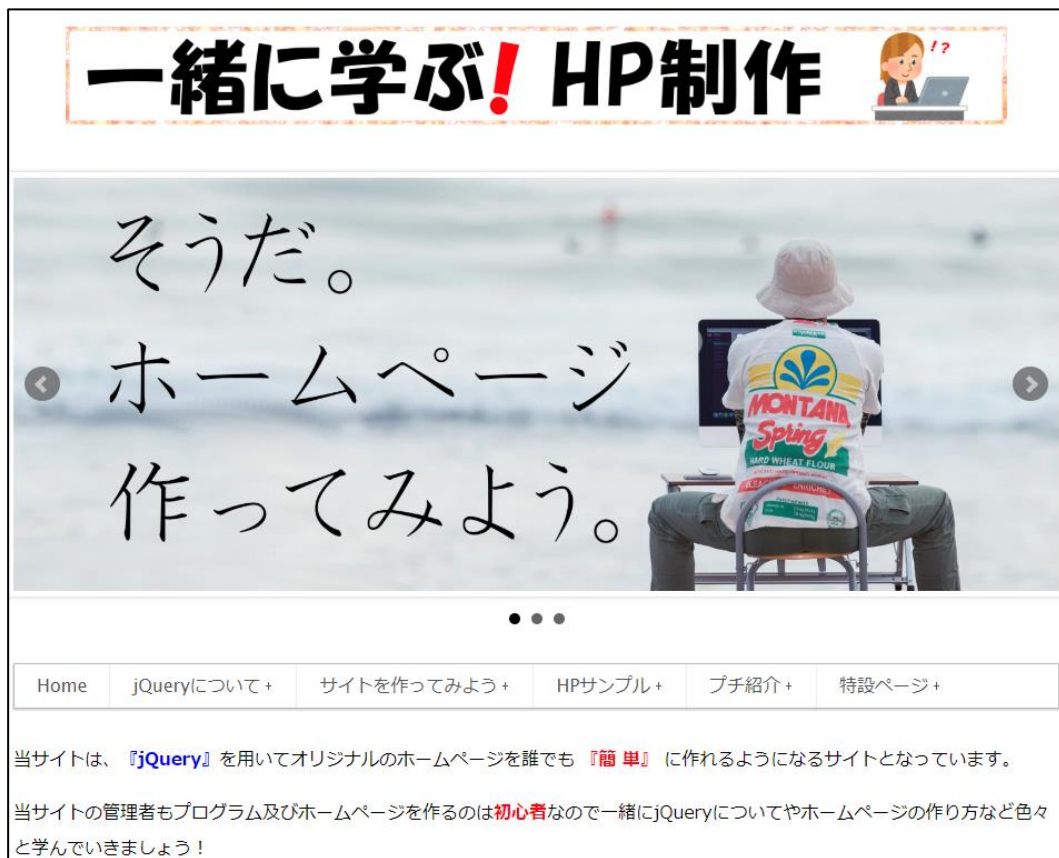 一緒に学ぶ!HP制作
!?
そうだ。
ホームページ
作ってみよう。
MONTANA
Spring
HARD WHEAT FLOUR
Home jQueryについて+ サイトを作ってみよう+ HPサンプル+ プチ紹介+ 特設ページ+
当サイトは、『jQuery』を用いてオリジナルのホームページを誰でも『簡 単』に作れるようになるサイトとなっています。
当サイトの管理者もプログラム及びホームページを作るのは初心者なので一緒にjQueryについてやホームページの作り方など色々
と学んでいきましょう!